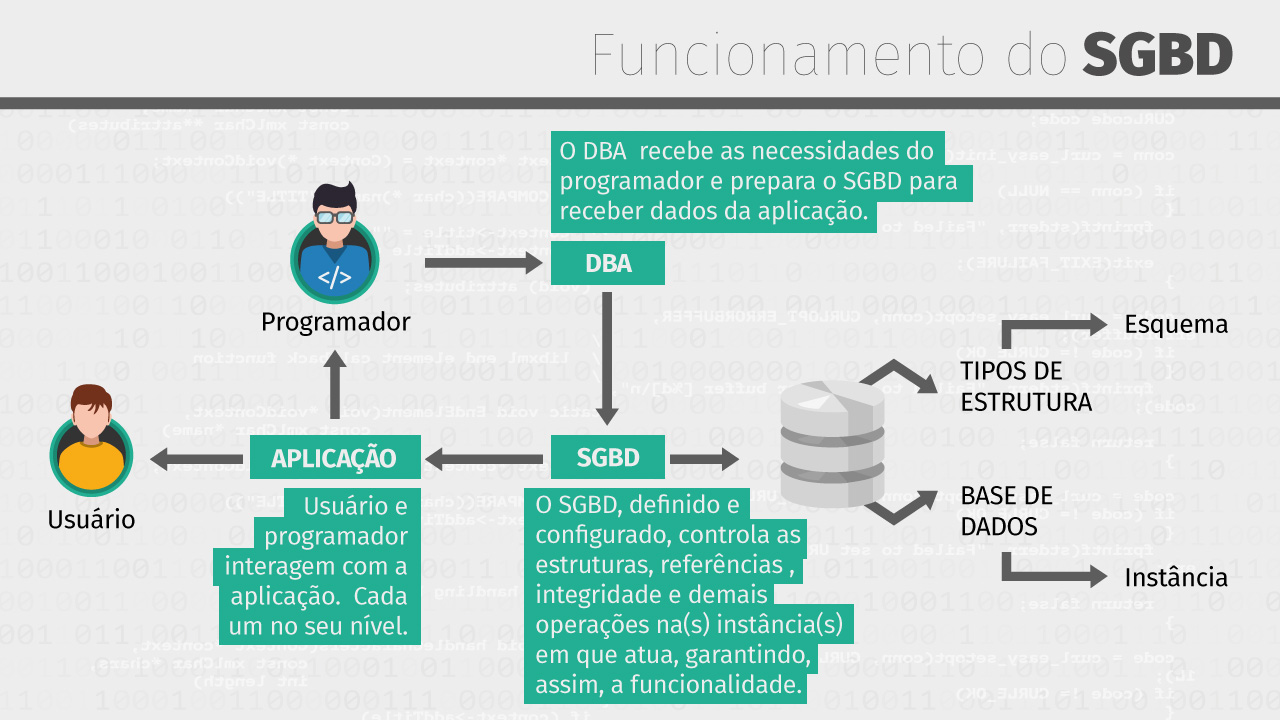 Funcionamento do SGBD
O DBA recebe as necessidades do
programador e prepara o SGBD para
receber dados da aplicação.
DBA
</>
Programador
Esquema
TIPOS DE
ESTRUTURA
APLICAÇÃO
SGBD
Usuário
Usuário e
programador
interagem com a
aplicação. Cada
um no seu nível.
O SGBD, definido e
configurado, controla as
estruturas, referências ,
integridade e demais
operações na(s) instância(s)
em que atua, garantindo,
assim, a funcionalidade.
BASE DE
DADOS
Instância